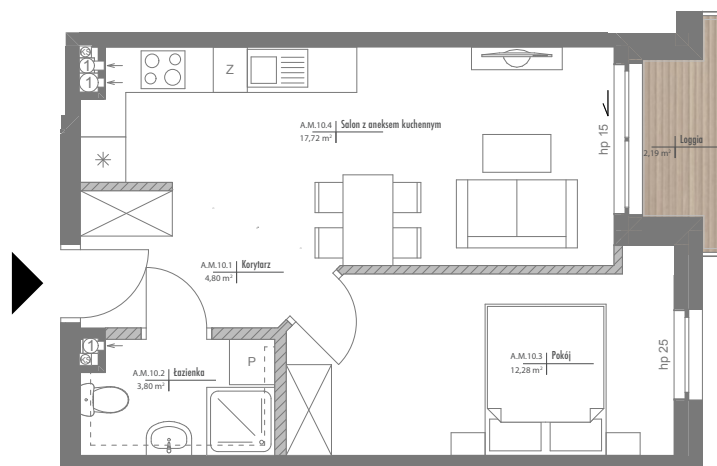 1
1
Z
A.M.10.4 Salon z aneksem kuchennym
17,72 m²
hp 15
Loggia
2,19 m²
A.M.10.1 Korytarz
4,80 m²
1
P
A.M.10.2 Łazienka
3,80 m²
A.M.10.3 Pokój
12,28 m²
hp 25